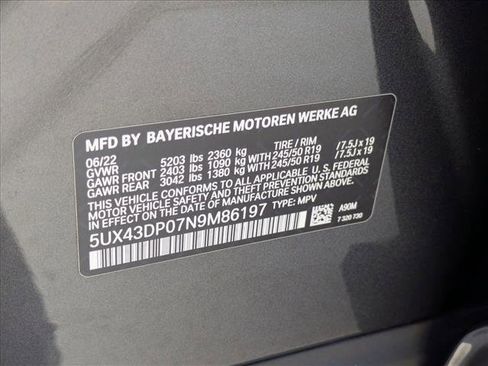 MFD BY BAYERISCHE MOTOREN WERKE AG
06/22 TIRE / RIM
GVWR 5203 lbs 2360 kg
GAWR FRONT 2403 lbs 1090 kg WITH 245/50 R19 /7.5J x 19
GAWR REAR 3042 lbs 1380 kg WITH 245/50 R19 /7.5J x 19
THIS VEHICLE CONFORMS TO ALL APPLICABLE U.S. FEDERAL
MOTOR VEHICLE SAFETY, BUMPER, AND THEFT PREVENTION
STANDARDS IN EFFECT ON THE DATE OF MANUFACTURE SHOWN ABOVE.
5UX43DP07N9M86197 TYPE: MPV
A90M
7 320 730